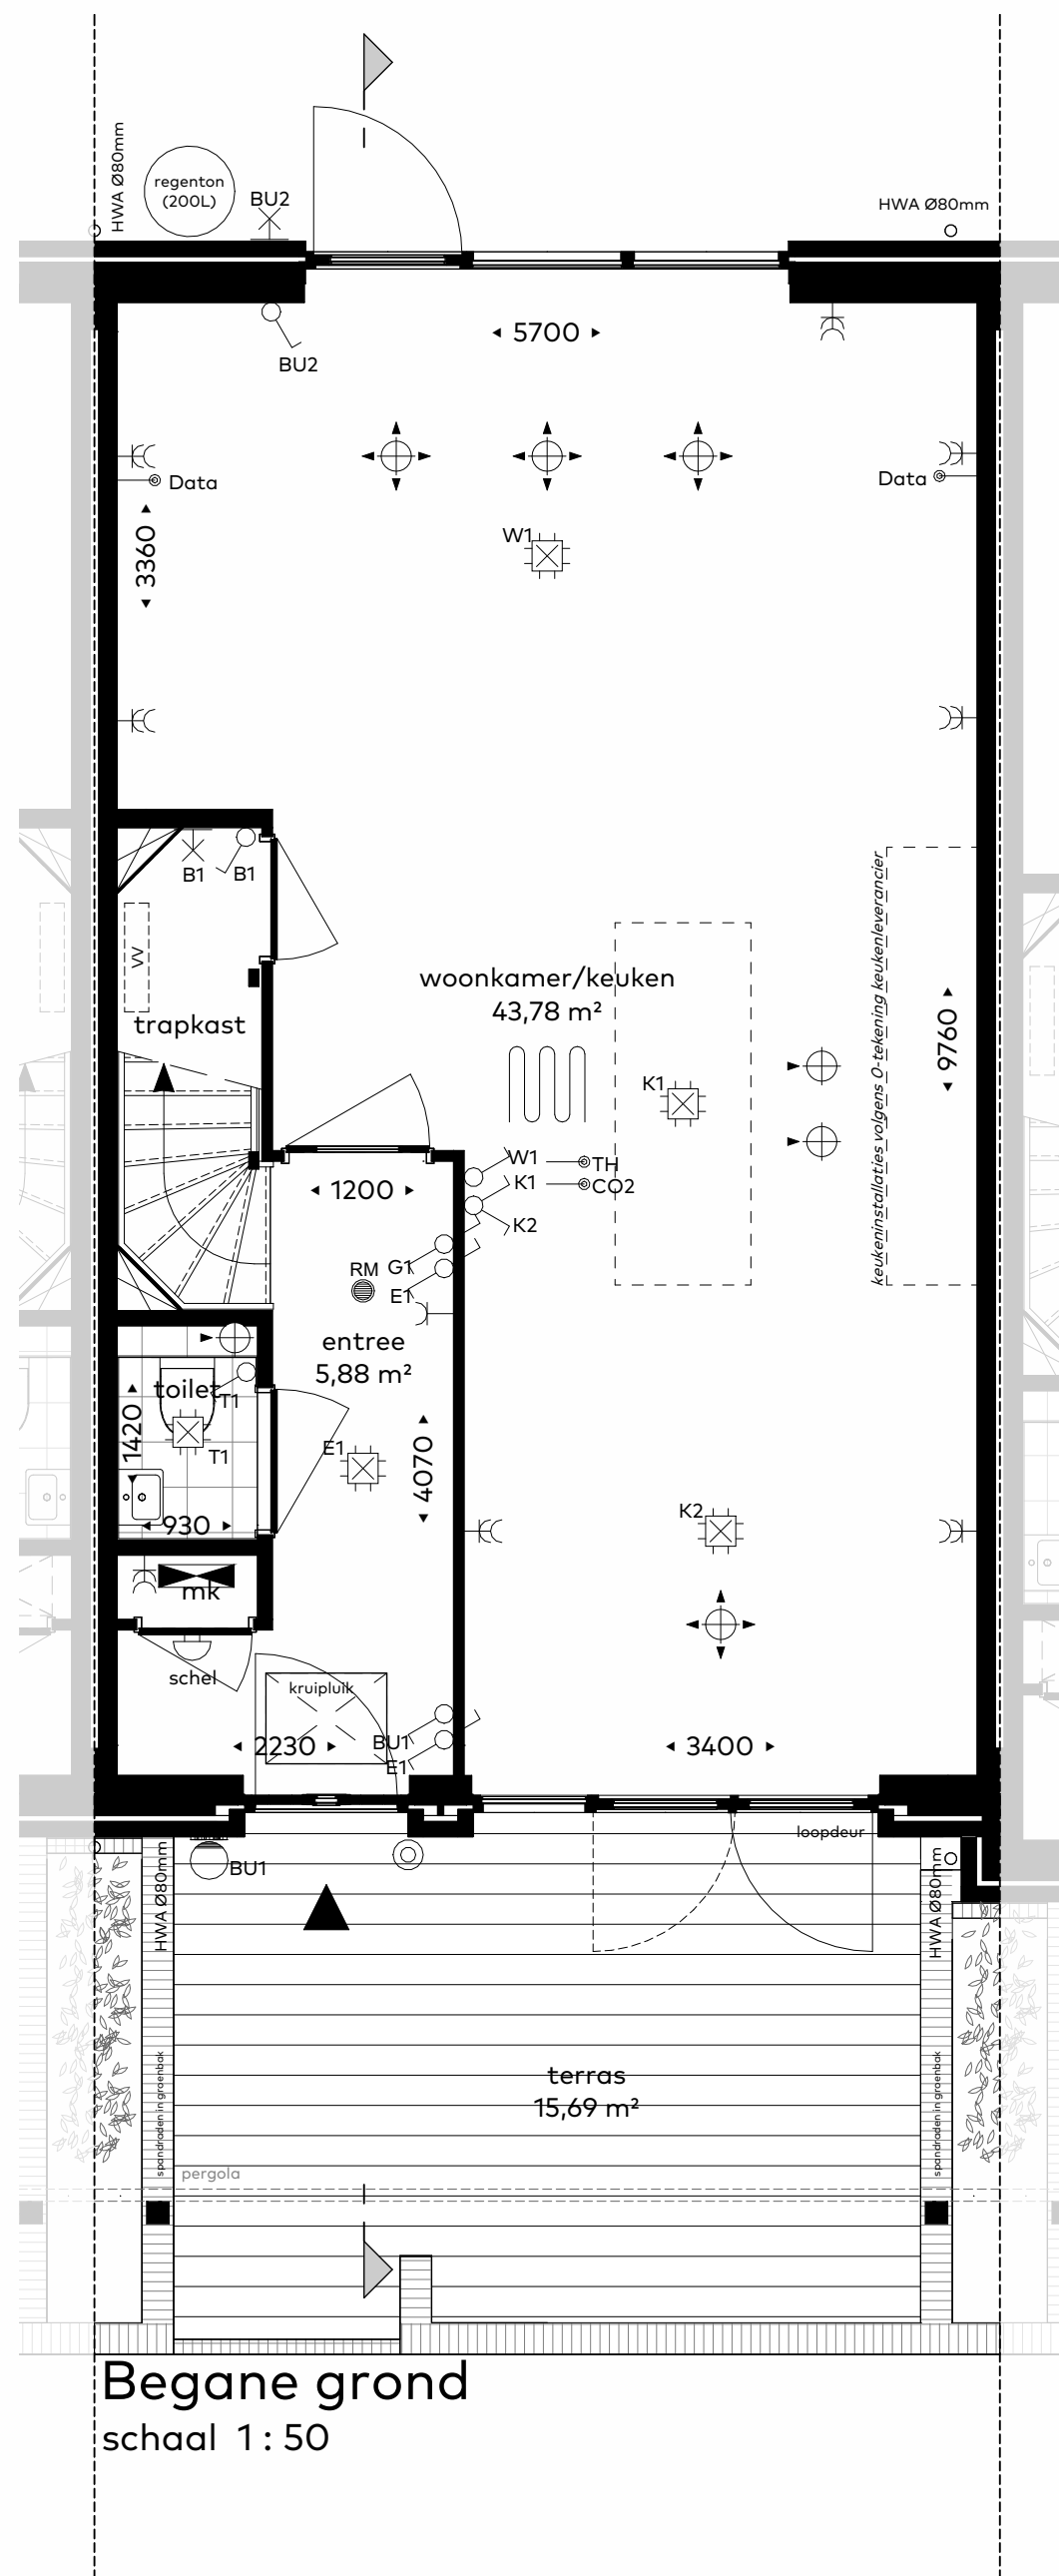 HWA Ø80mm
regenton
(200L)
BU2
HWA Ø80mm
5700
BU2
Data
Data
W1
3360
B1
B1
VV
trapkast
woonkamer/keuken
43,78 m²
keukeninstallaties volgens 0-tekening keukenleverancier
9760
K1
W1
TH
K1
CO2
K2
1200
RM
G1
E1
entree
5,88 m²
toilet
T1
1420
T1
E1
4070
930
K2
mk
schel
kruipluik
BU1
2230
E1
3400
loopdeur
BU1
HWA Ø80mm
HWA Ø80mm
terras
15,69 m²
spandraden in groenbak
spandraden in groenbak
pergola
Begane grond
schaal 1 : 50